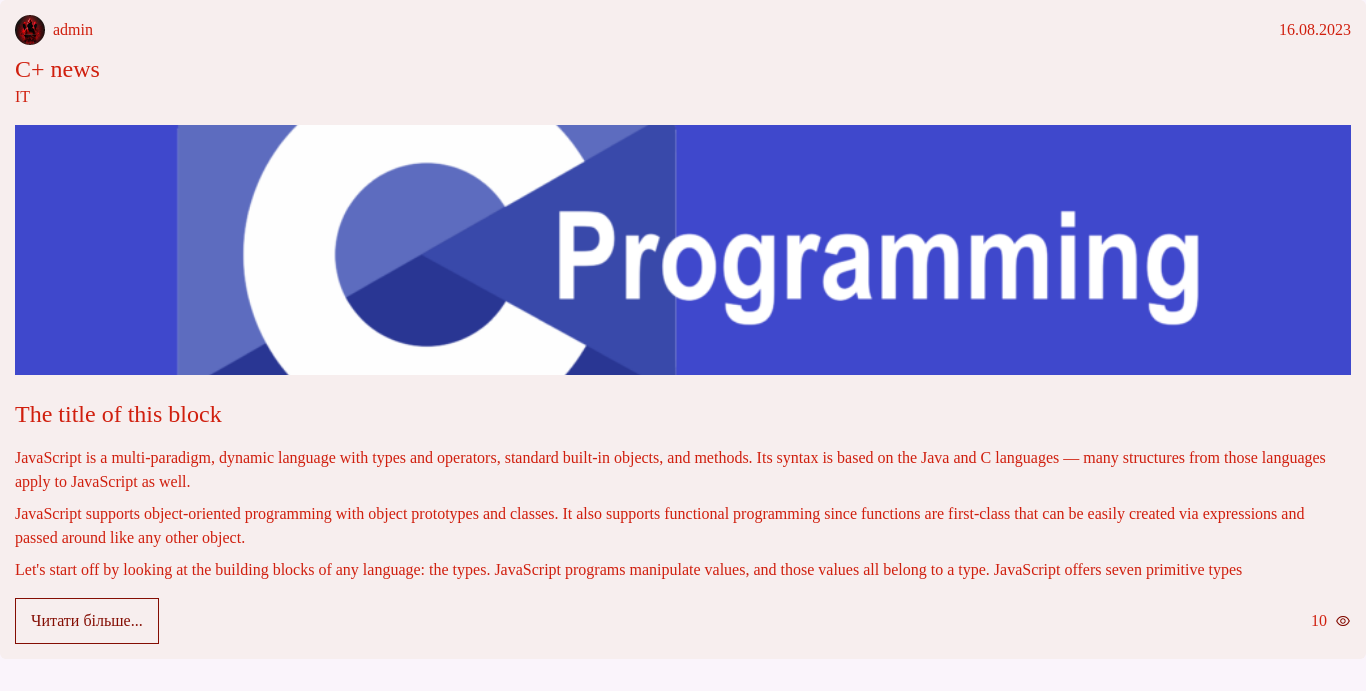 admin
16.08.2023
C+ news
IT
C Programming
The title of this block
JavaScript is a multi-paradigm, dynamic language with types and operators, standard built-in objects, and methods. Its syntax is based on the Java and C languages — many structures from those languages
apply to JavaScript as well.
JavaScript supports object-oriented programming with object prototypes and classes. It also supports functional programming since functions are first-class that can be easily created via expressions and
passed around like any other object.
Let's start off by looking at the building blocks of any language: the types. JavaScript programs manipulate values, and those values all belong to a type. JavaScript offers seven primitive types
Читати більше...
10